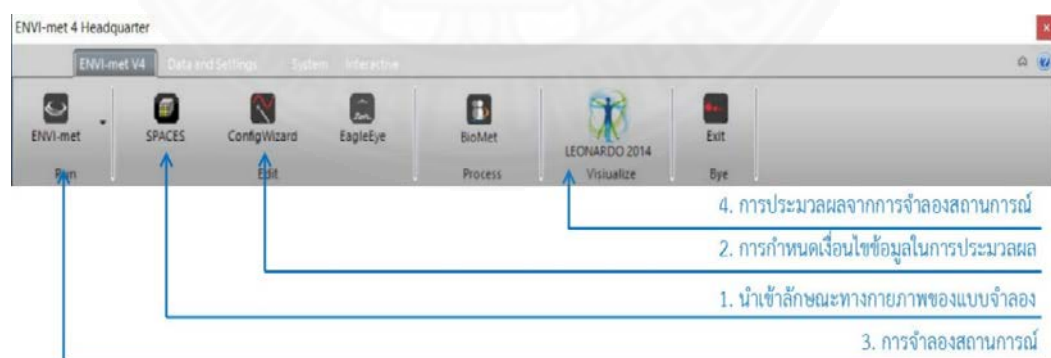 ENVI-met 4 Headquarter
ENVI-met V4 Data and Settings System Interactive
ENVI-met SPACES ConfigWizard EagleEye BioMet LEONARDO 2014 Exit
Run Edit Process Visiualize Bye
4. การประมวลผลจากการจำลองสถานการณ์
2. การกำหนดเงื่อนไขข้อมูลในการประมวลผล
1. นำเข้าลักษณะทางกายภาพของแบบจำลอง
3. การจำลองสถานการณ์